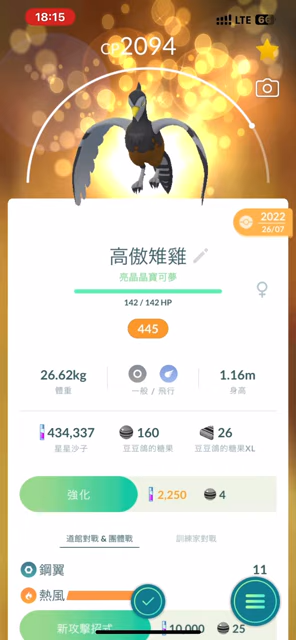 18:15
LTE 66
CP2094
2022
26/07
高傲雉雞
亮晶晶寶可夢
142 / 142 HP
445
26.62kg
體重
一般 / 飛行
1.16m
身高
434,337
星星沙子
160
豆豆鴿的糖果
26
豆豆鴿的糖果XL
強化
2,250
4
道館對戰 & 團體戰
訓練家對戰
鋼翼
11
熱風
新攻擊招式
10,000
25